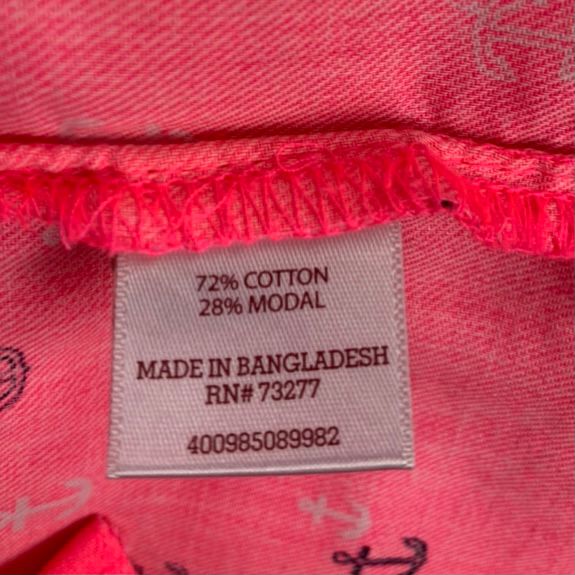 72% COTTON
28% MODAL
MADE IN BANGLADESH
RN# 73277
400985089982